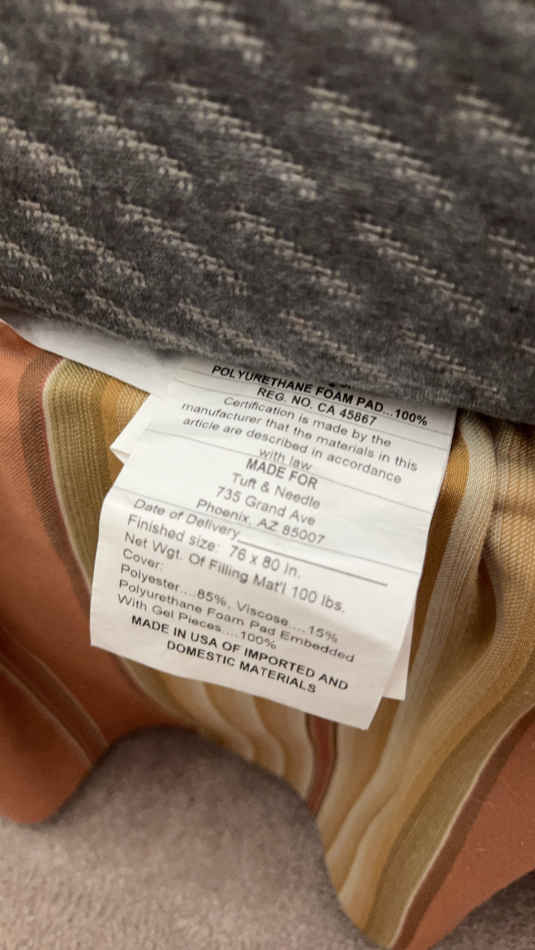 POLYURETHANE FOAM PAD...100%
REG. NO. CA 45867
Certification is made by the
manufacturer that the materials in this
article are described in accordance
with law
MADE FOR
Tuft & Needle
735 Grand Ave
Phoenix, AZ 85007
Date of Delivery
Finished size: 76 x 80 In.
Net Wgt. Of Filling Mat'l 100 lbs.
Cover:
Polyester....85%, Viscose....15%
Polyurethane Foam Pad Embedded
With Gel Pieces....100%
MADE IN USA OF IMPORTED AND
DOMESTIC MATERIALS